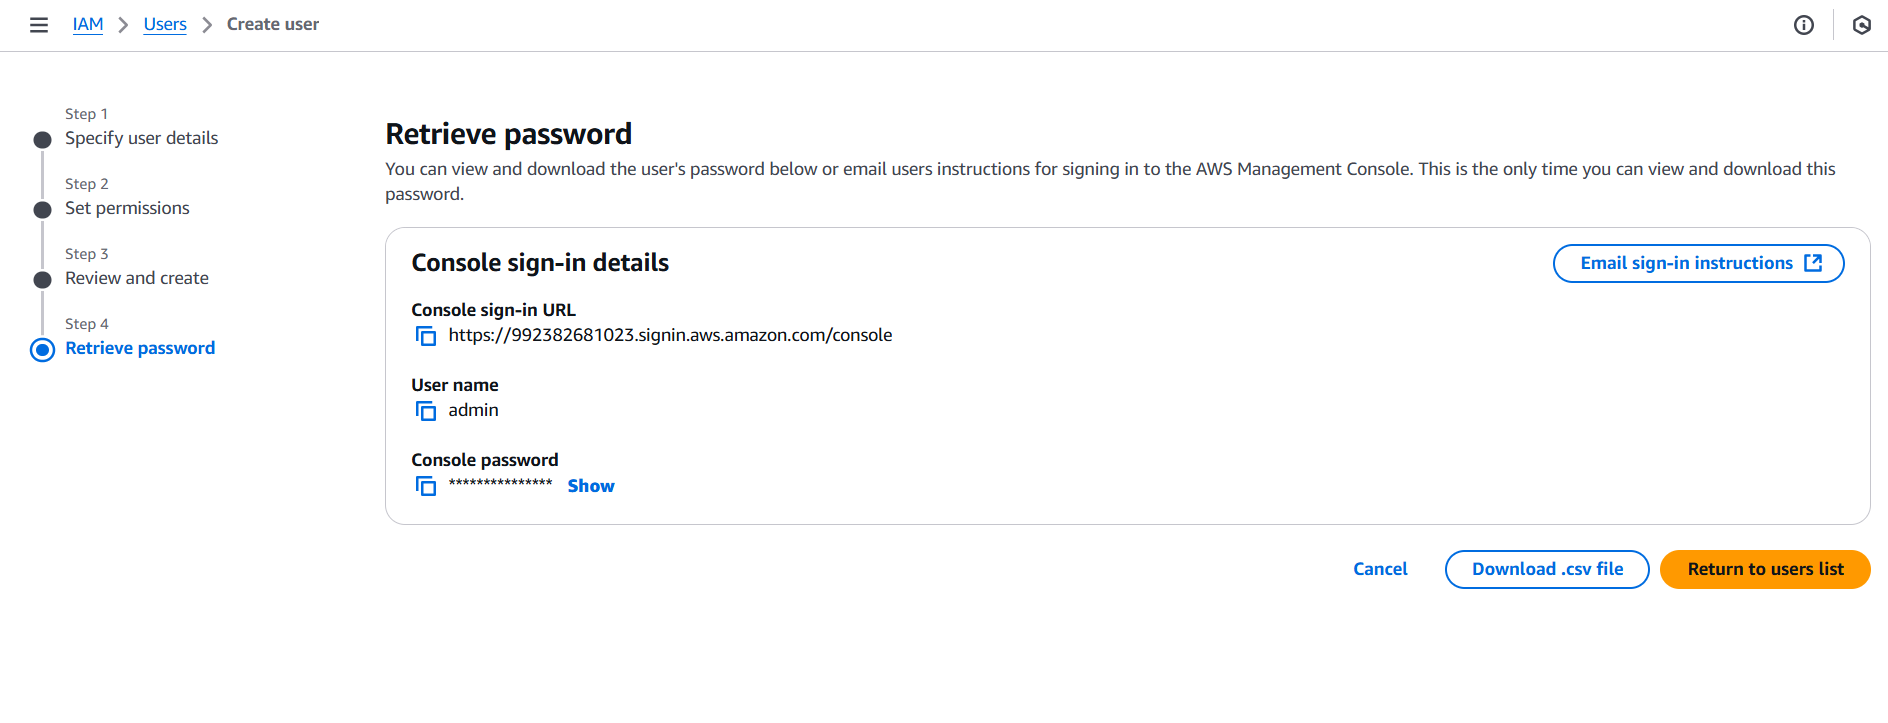 IAM > Users > Create user
Step 1
Specify user details
Step 2
Set permissions
Step 3
Review and create
Step 4
Retrieve password
Retrieve password
You can view and download the user's password below or email users instructions for signing in to the AWS Management Console. This is the only time you can view and download this
password.
Console sign-in details
Email sign-in instructions
Console sign-in URL
https://992382681023.signin.aws.amazon.com/console
User name
admin
Console password
*************** Show
Cancel
Download .csv file
Return to users list